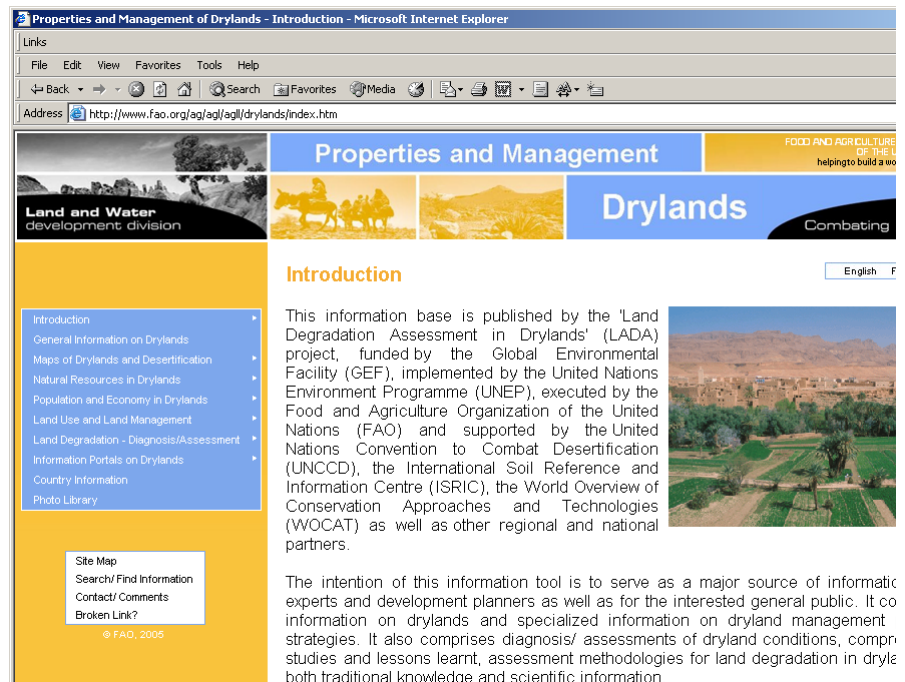 Properties and Management of Drylands - Introduction - Microsoft Internet Explorer
Links
File Edit View Favorites Tools Help
Back Search Favorites Media
Address http://www.fao.org/ag/agl/agll/drylands/index.htm
Properties and Management
FOOD AND AGRICULTURE
OF THE U
helpingto build a wo
Land and Water
development division
Drylands
Combating
Introduction
English F
Introduction
General Information on Drylands
Maps of Drylands and Desertification
Natural Resources in Drylands
Population and Economy in Drylands
Land Use and Land Management
Land Degradation - Diagnosis/Assessment
Information Portals on Drylands
Country Information
Photo Library
Site Map
Search/ Find Information
Contact/ Comments
Broken Link?
© FAO, 2005
This information base is published by the 'Land
Degradation Assessment in Drylands' (LADA)
project, funded by the Global Environmental
Facility (GEF), implemented by the United Nations
Environment Programme (UNEP), executed by the
Food and Agriculture Organization of the United
Nations (FAO) and supported by the United
Nations Convention to Combat Desertification
(UNCCD), the International Soil Reference and
Information Centre (ISRIC), the World Overview of
Conservation Approaches and Technologies
(WOCAT) as well as other regional and national
partners.
The intention of this information tool is to serve as a major source of informatio
experts and development planners as well as for the interested general public. It co
information on drylands and specialized information on dryland management
strategies. It also comprises diagnosis/ assessments of dryland conditions, compre
studies and lessons learnt, assessment methodologies for land degradation in dryla
both traditional knowledge and scientific information